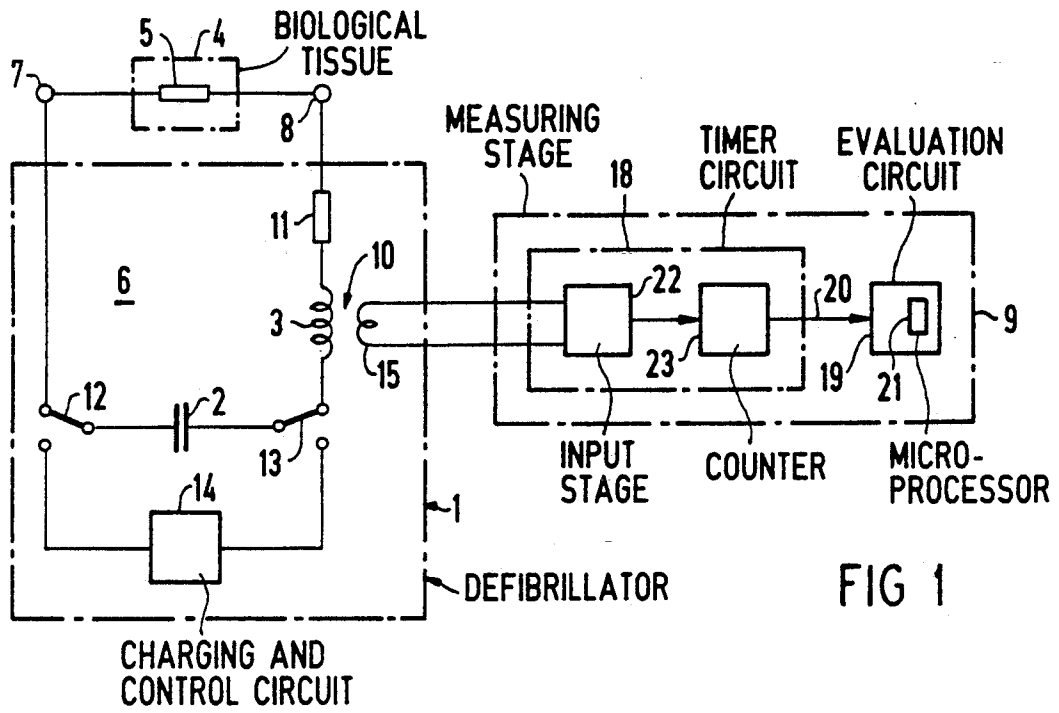 5 4 BIOLOGICAL
TISSUE
7
8
MEASURING
STAGE
TIMER
CIRCUIT
EVALUATION
CIRCUIT
18
11
10
6
3
15
22
23
20
19
21
9
12
2
13
INPUT
STAGE
COUNTER
MICRO-
PROCESSOR
14
1
DEFIBRILLATOR
FIG 1
CHARGING AND
CONTROL CIRCUIT